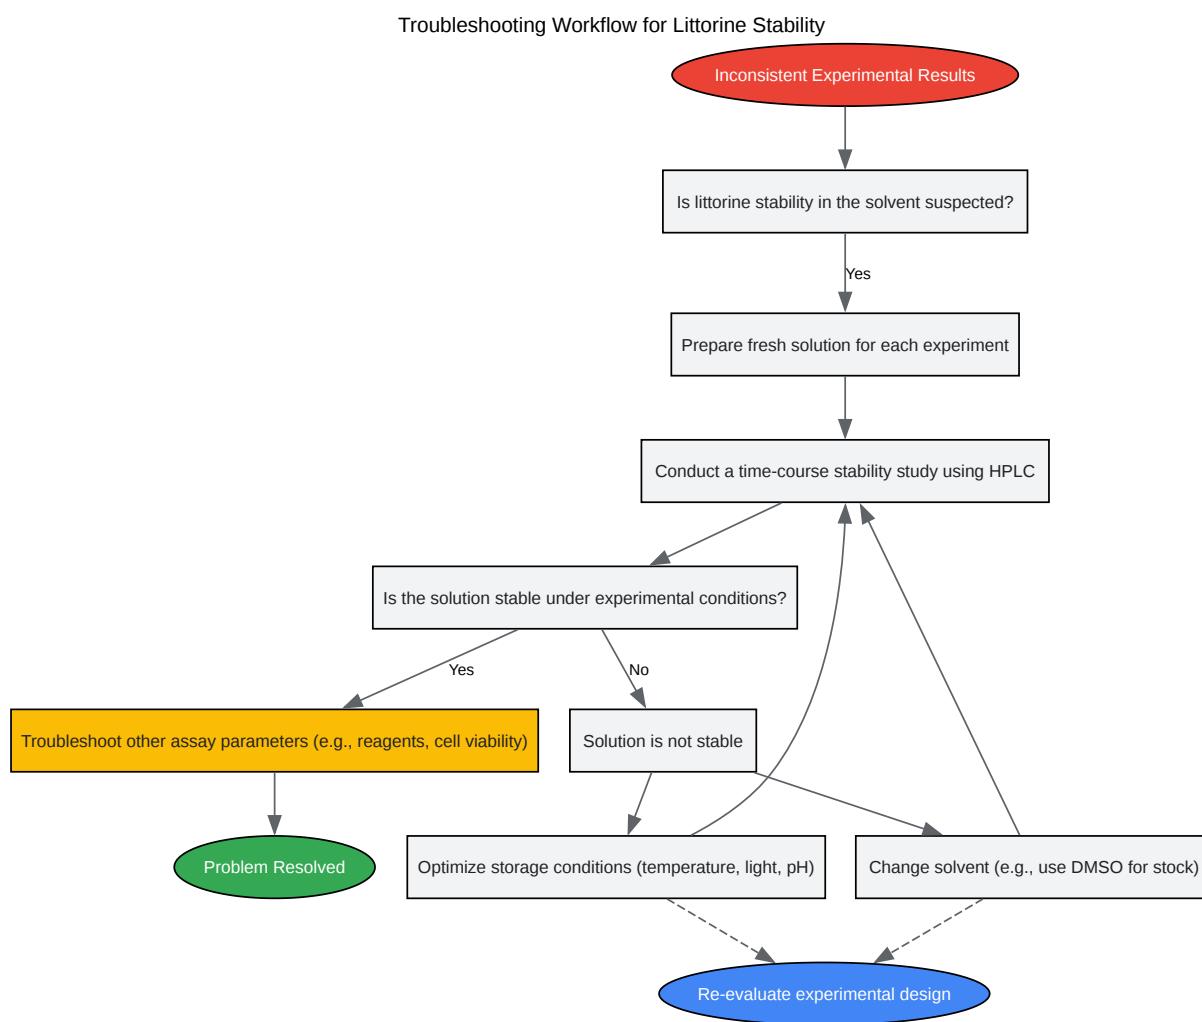 Troubleshooting Workflow for Littorine Stability
Inconsistent Experimental Results
Is littorine stability in the solvent suspected?
Yes
Prepare fresh solution for each experiment
Conduct a time-course stability study using HPLC
Is the solution stable under experimental conditions?
Yes
No
Troubleshoot other assay parameters (e.g., reagents, cell viability)
Solution is not stable
Problem Resolved
Optimize storage conditions (temperature, light, pH)
Change solvent (e.g., use DMSO for stock)
Re-evaluate experimental design